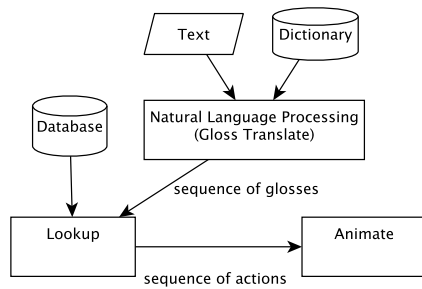 Text
Dictionary
Natural Language Processing
(Gloss Translate)
Database
sequence of glosses
Lookup
Animate
sequence of actions